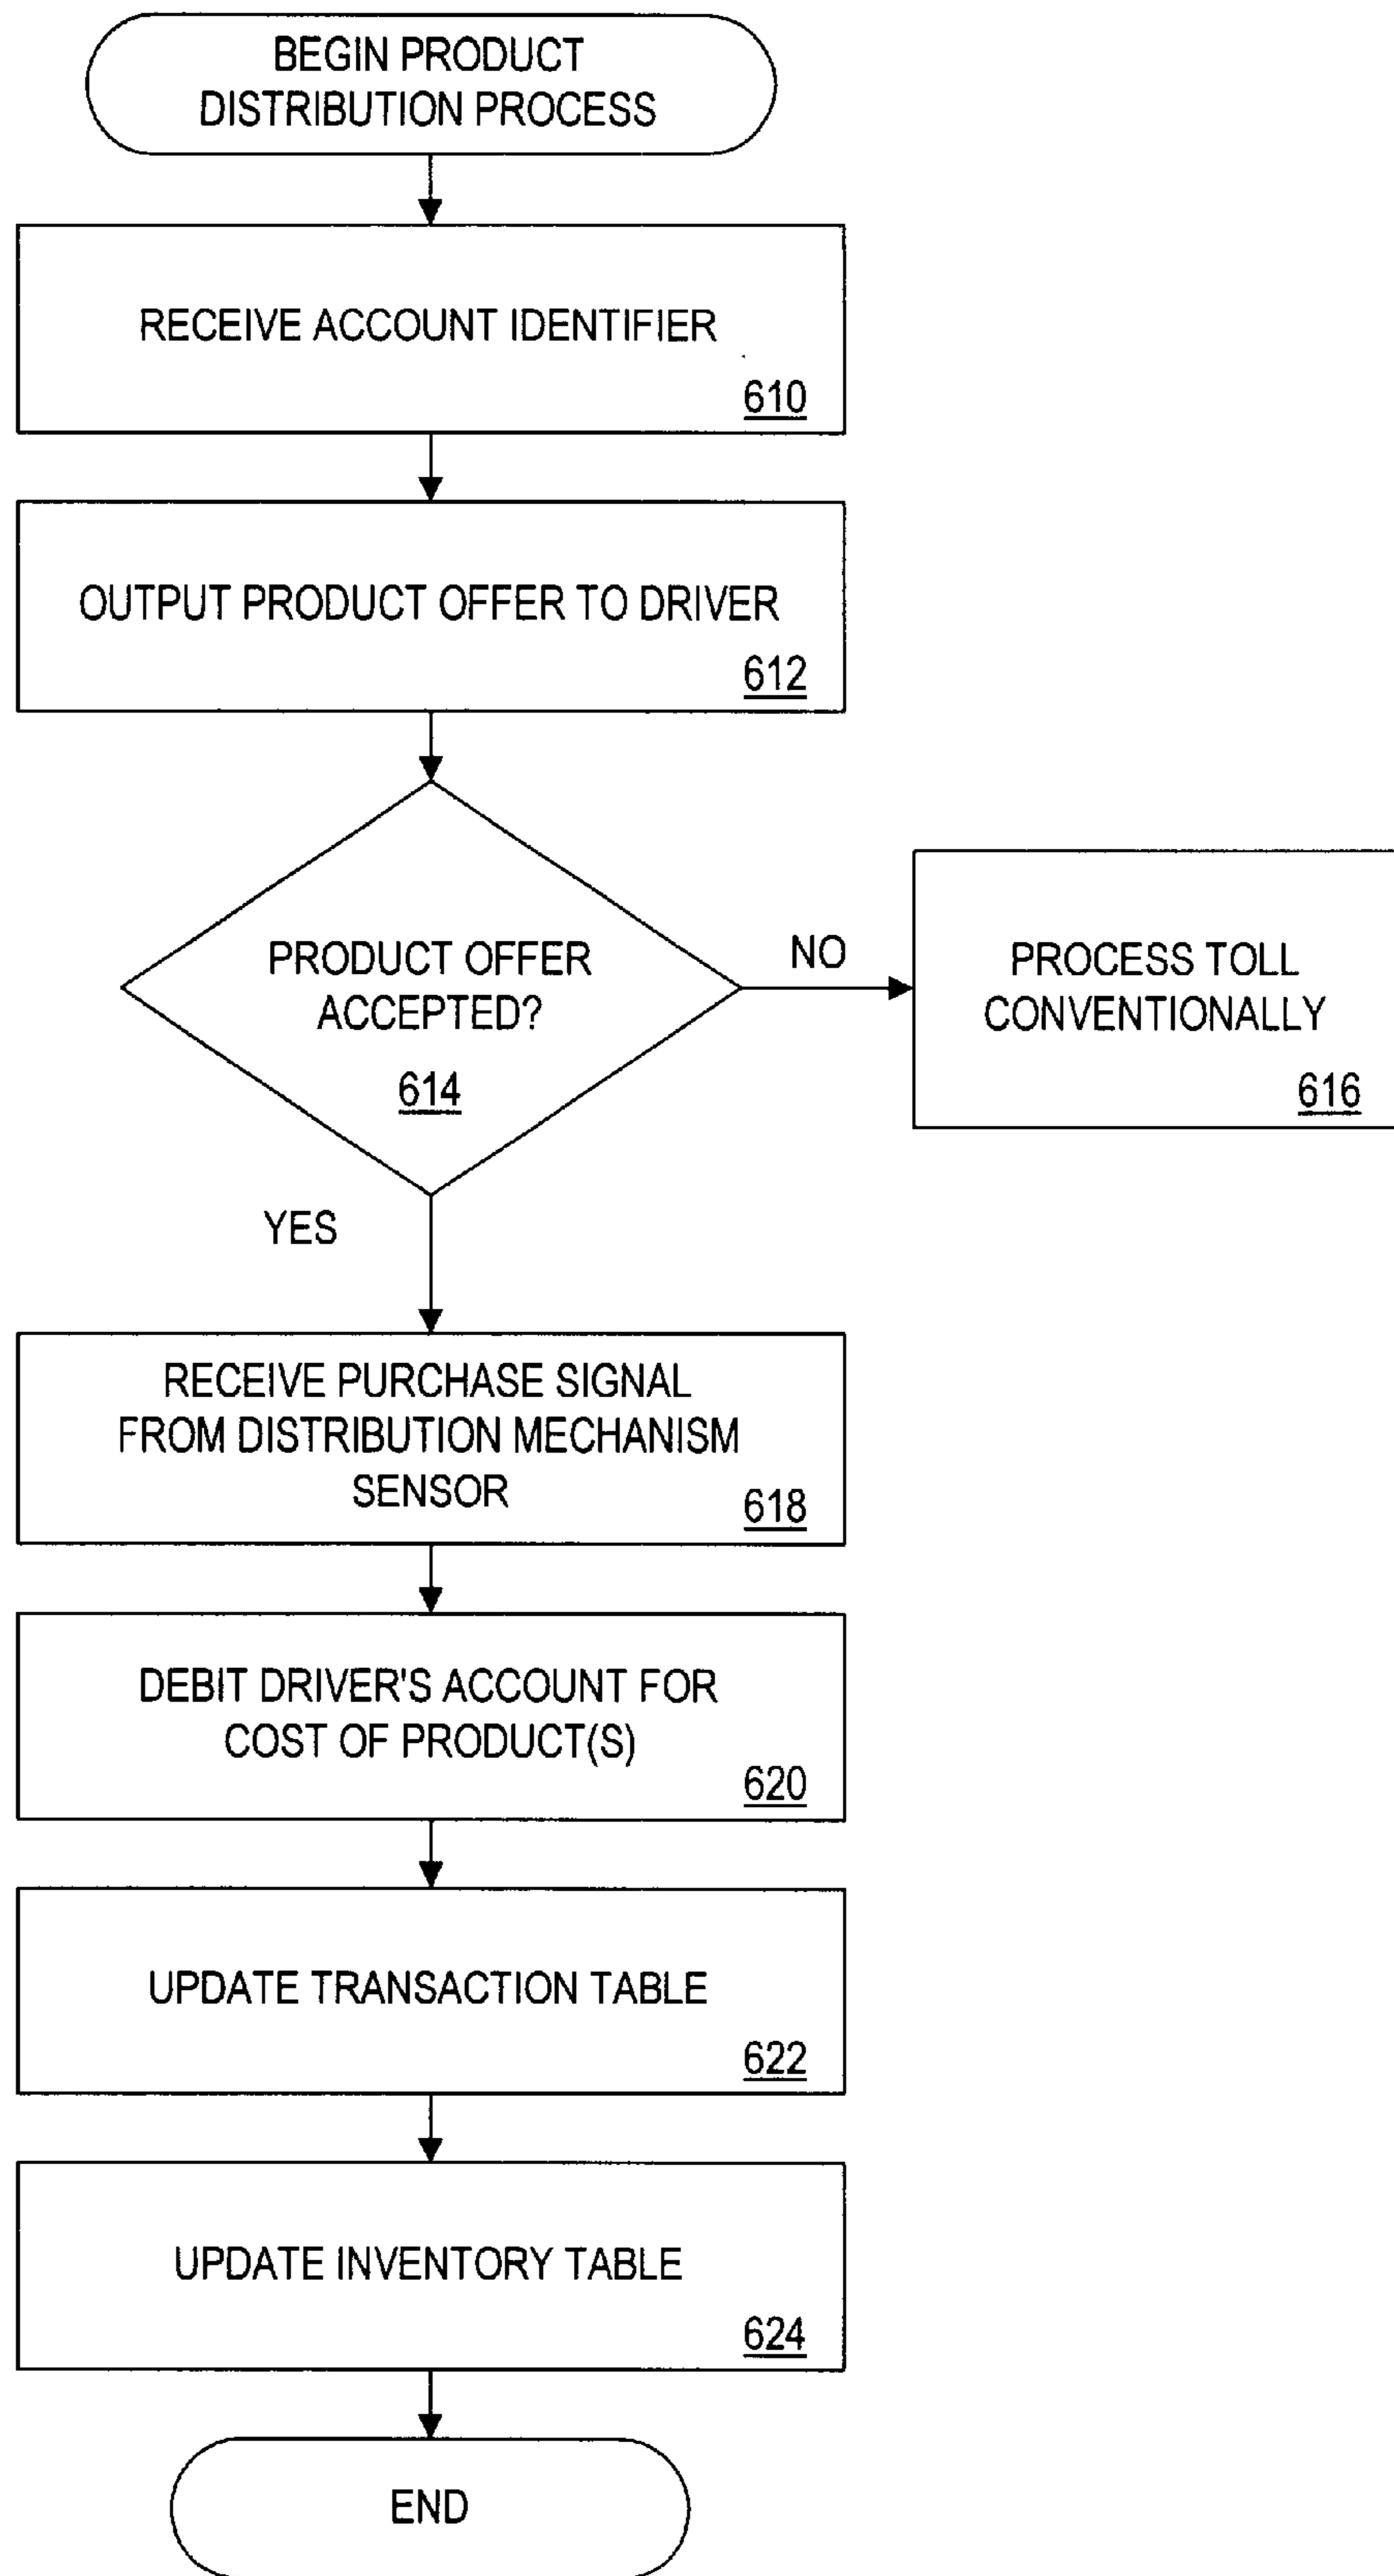 BEGIN PRODUCT
DISTRIBUTION PROCESS
RECEIVE ACCOUNT IDENTIFIER
610
OUTPUT PRODUCT OFFER TO DRIVER
612
PRODUCT OFFER
ACCEPTED?
614
NO
PROCESS TOLL
CONVENTIONALLY
616
YES
RECEIVE PURCHASE SIGNAL
FROM DISTRIBUTION MECHANISM
SENSOR
618
DEBIT DRIVER'S ACCOUNT FOR
COST OF PRODUCT(S)
620
UPDATE TRANSACTION TABLE
622
UPDATE INVENTORY TABLE
624
END